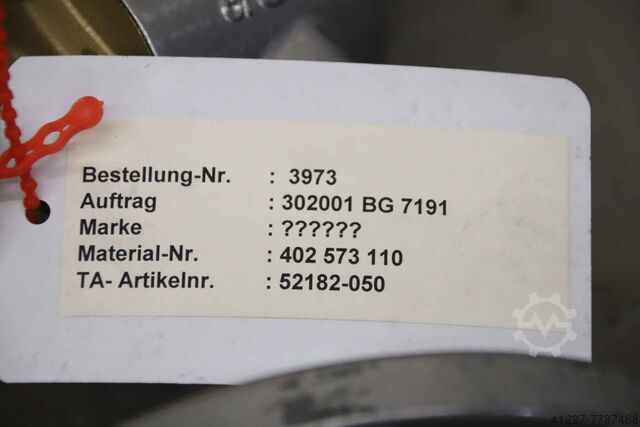 Bestellung-Nr. : 3973
Auftrag : 302001 BG 7191
Marke : ??????
Material-Nr. : 402 573 110
TA- Artikelnr. : 52182-050
41227-7787468